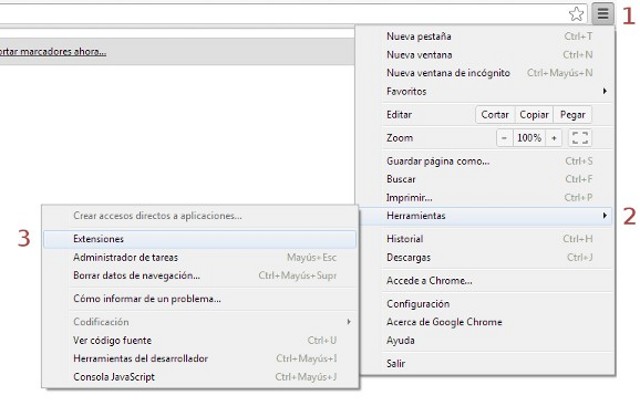 1
ortar marcadores ahora...
Nueva pestaña Ctrl+T
Nueva ventana Ctrl+N
Nueva ventana de incógnito Ctrl+Mayús+N
Favoritos
Editar Cortar Copiar Pegar
Zoom − 100% +
Guardar página como... Ctrl+S
Buscar Ctrl+F
Imprimir... Ctrl+P
Herramientas 2
Historial Ctrl+H
Descargas Ctrl+J
Accede a Chrome...
Configuración
Acerca de Google Chrome
Ayuda
Salir
Crear accesos directos a aplicaciones...
3 Extensiones
Administrador de tareas Mayús+Esc
Borrar datos de navegación... Ctrl+Mayús+Supr
Cómo informar de un problema...
Codificación
Ver código fuente Ctrl+U
Herramientas del desarrollador Ctrl+Mayús+I
Consola JavaScript Ctrl+Mayús+J